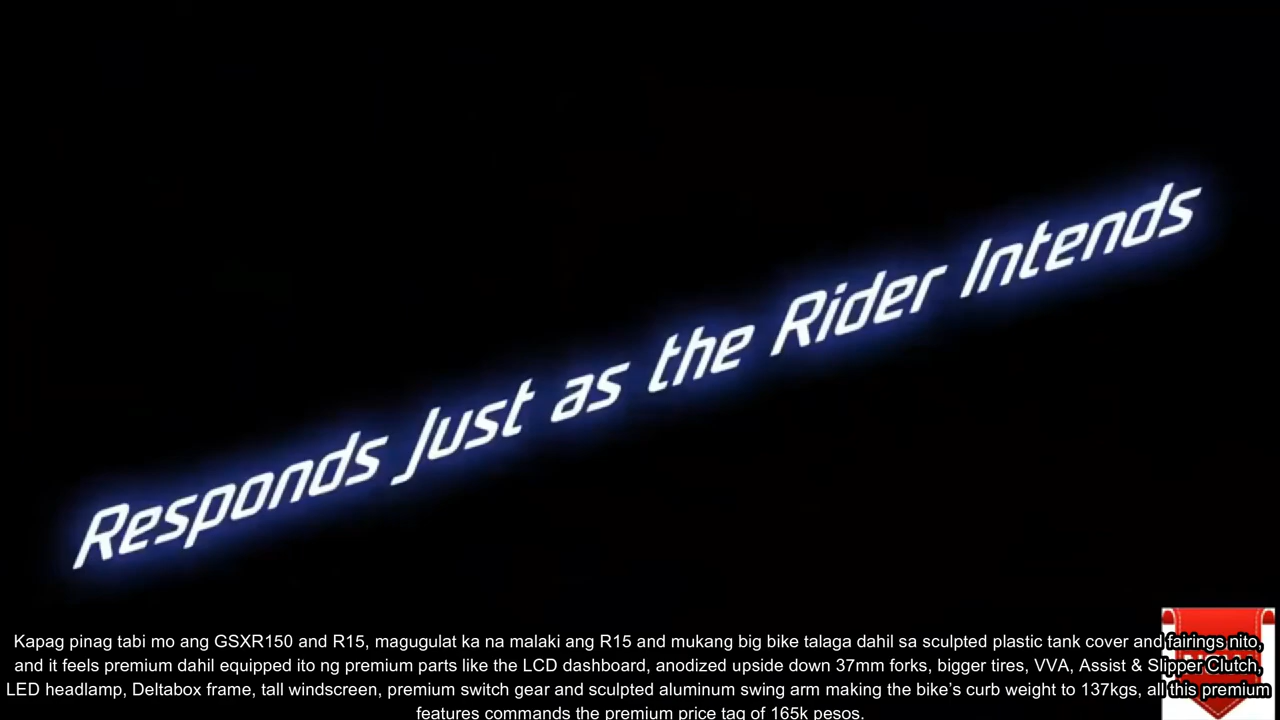 Responds Just as the Rider Intends
Kapag pinag tabi mo ang GSXR150 and R15, magugulat ka na malaki ang R15 and mukang big bike talaga dahil sa sculpted plastic tank cover and fairings nito,
and it feels premium dahil equipped ito ng premium parts like the LCD dashboard, anodized upside down 37mm forks, bigger tires, VVA, Assist & Slipper Clutch,
LED headlamp, Deltabox frame, tall windscreen, premium switch gear and sculpted aluminum swing arm making the bike's curb weight to 137kgs, all this premium
features commands the premium price tag of 165k pesos.